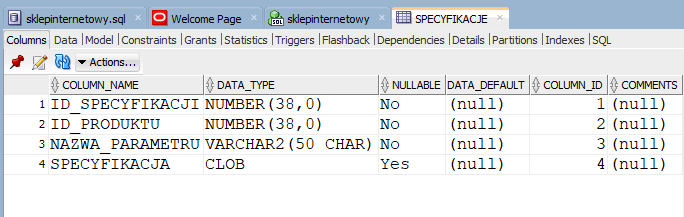 sklepinternetowy.sql Welcome Page sklepinternetowy SPECYFIKACJE
Columns Data Model Constraints Grants Statistics Triggers Flashback Dependencies Details Partitions Indexes SQL
Actions...
COLUMN_NAME DATA_TYPE NULLABLE DATA_DEFAULT COLUMN_ID COMMENTS
1 ID_SPECYFIKACJI NUMBER(38,0) No (null) 1 (null)
2 ID_PRODUKTU NUMBER(38,0) No (null) 2 (null)
3 NAZWA_PARAMETRU VARCHAR2(50 CHAR) No (null) 3 (null)
4 SPECYFIKACJA CLOB Yes (null) 4 (null)